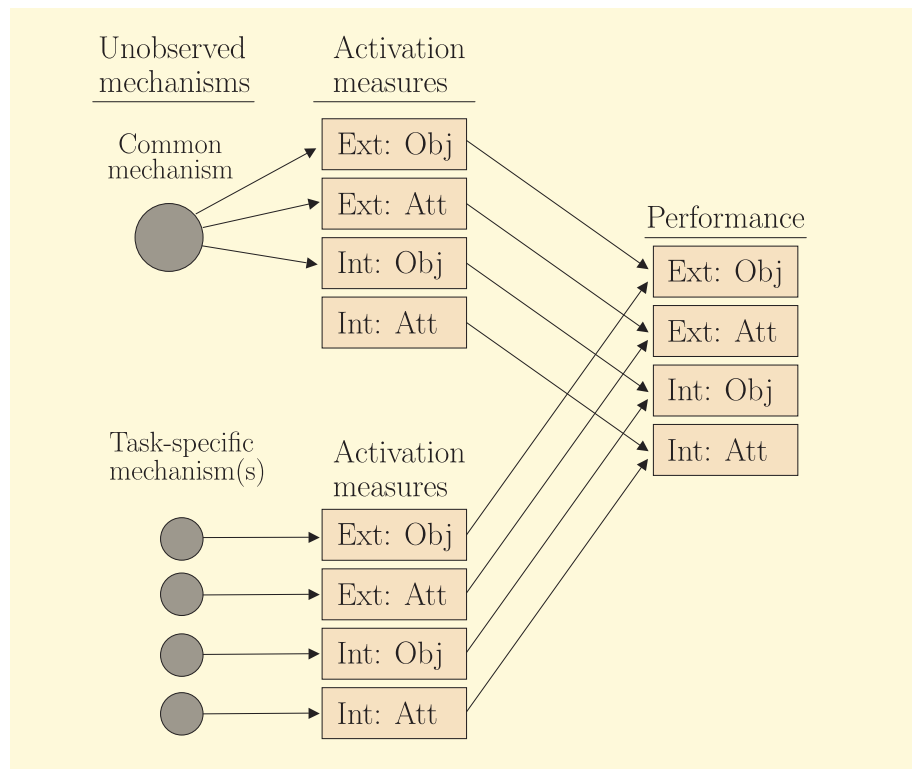 Unobserved
mechanisms
Activation
measures
Common
mechanism
Ext: Obj
Ext: Att
Int: Obj
Int: Att
Performance
Ext: Obj
Ext: Att
Int: Obj
Int: Att
Task-specific
mechanism(s)
Activation
measures
Ext: Obj
Ext: Att
Int: Obj
Int: Att